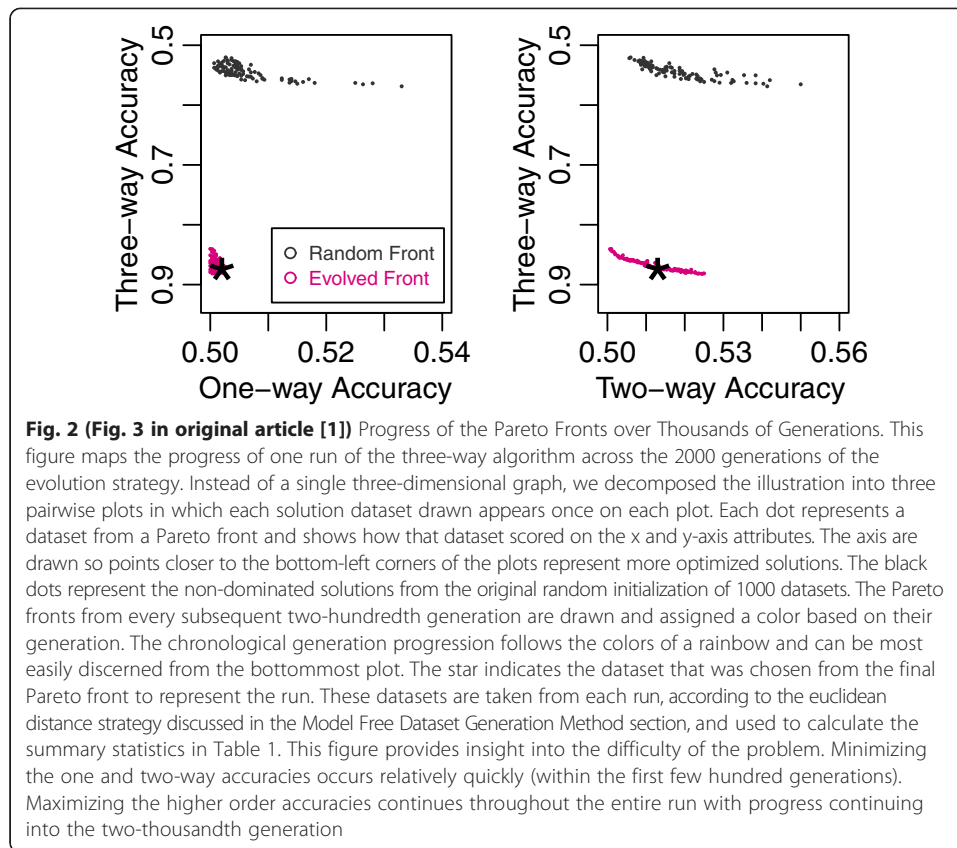 Three−way Accuracy
0.5
0.7
0.9
Random Front
Evolved Front
0.50
0.52
0.54
One−way Accuracy
Three−way Accuracy
0.5
0.7
0.9
0.50
0.53
0.56
Two−way Accuracy
Fig. 2 (Fig. 3 in original article [1]) Progress of the Pareto Fronts over Thousands of Generations. This
figure maps the progress of one run of the three-way algorithm across the 2000 generations of the
evolution strategy. Instead of a single three-dimensional graph, we decomposed the illustration into three
pairwise plots in which each solution dataset drawn appears once on each plot. Each dot represents a
dataset from a Pareto front and shows how that dataset scored on the x and y-axis attributes. The axis are
drawn so points closer to the bottom-left corners of the plots represent more optimized solutions. The black
dots represent the non-dominated solutions from the original random initialization of 1000 datasets. The Pareto
fronts from every subsequent two-hundredth generation are drawn and assigned a color based on their
generation. The chronological generation progression follows the colors of a rainbow and can be most
easily discerned from the bottommost plot. The star indicates the dataset that was chosen from the final
Pareto front to represent the run. These datasets are taken from each run, according to the euclidean
distance strategy discussed in the Model Free Dataset Generation Method section, and used to calculate the
summary statistics in Table 1. This figure provides insight into the difficulty of the problem. Minimizing
the one and two-way accuracies occurs relatively quickly (within the first few hundred generations).
Maximizing the higher order accuracies continues throughout the entire run with progress continuing
into the two-thousandth generation